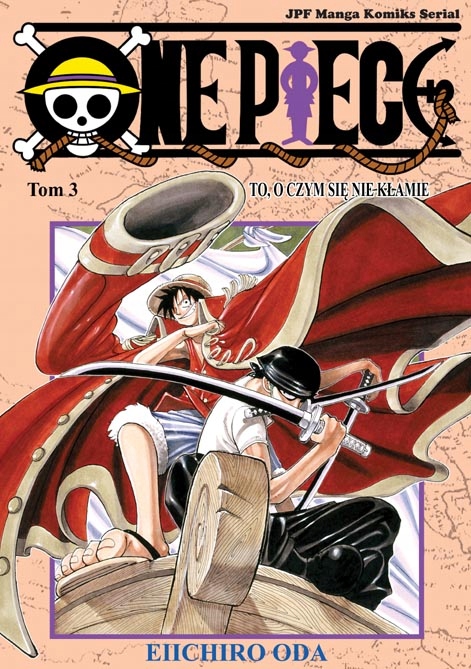 JPF Manga Komiks Serial
ONE PIECE
Tom 3
TO, O CZYM SIĘ NIE KŁAMIE
EIICHIRO ODA